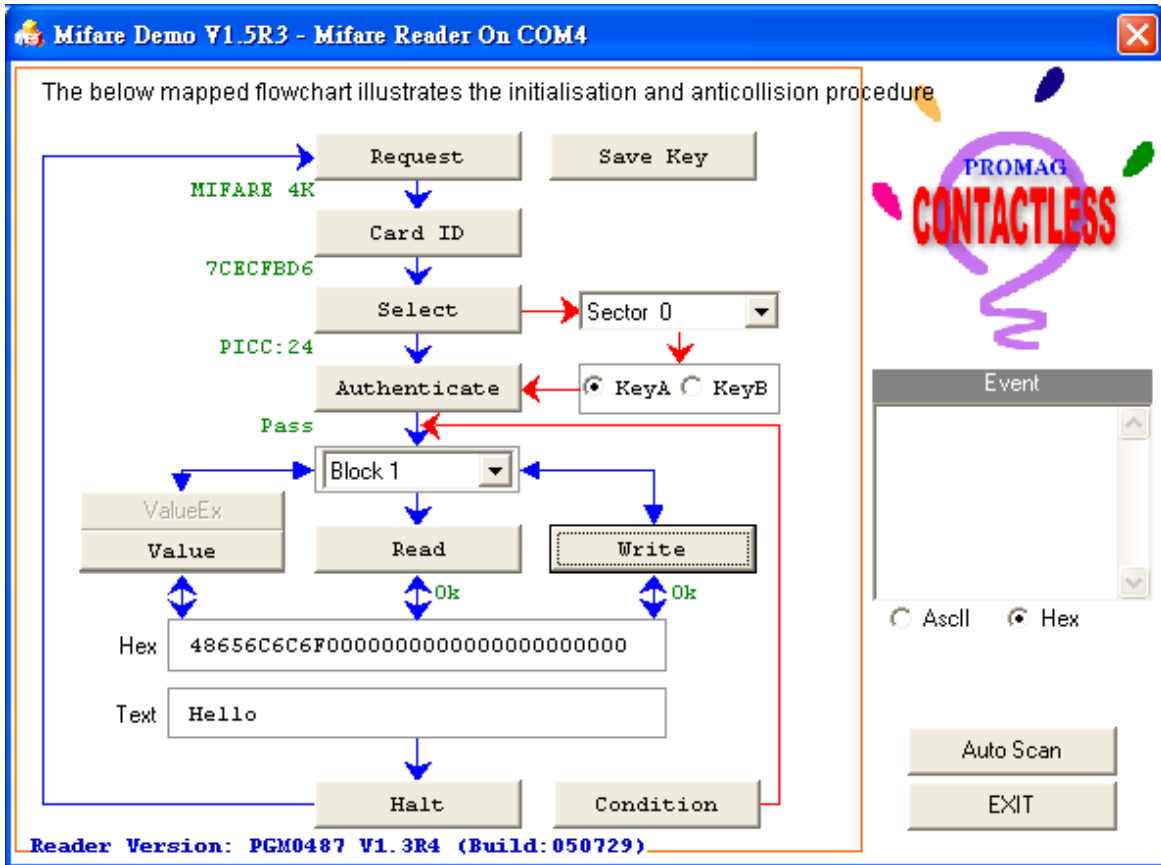 Mifare Demo V1.5R3 - Mifare Reader On COM4
The below mapped flowchart illustrates the initialisation and anticollision procedure
Request
Save Key
MIFARE 4K
Card ID
7CECFBD6
Select
Sector 0
PICC:24
Authenticate
KeyA
KeyB
Pass
Block 1
ValueEx
Value
Read
Write
Ok
Ok
Hex
48656C6C6F0000000000000000000000
Text
Hello
Halt
Condition
Reader Version: PGM0487 V1.3R4 (Build:050729)
PROMAG
CONTACTLESS
Event
AscII
Hex
Auto Scan
EXIT